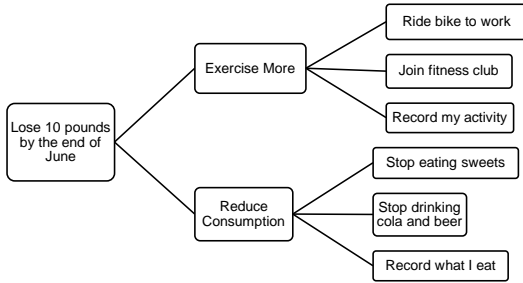 Lose 10 pounds
by the end of
June
Exercise More
Ride bike to work
Join fitness club
Record my activity
Reduce
Consumption
Stop eating sweets
Stop drinking
cola and beer
Record what I eat